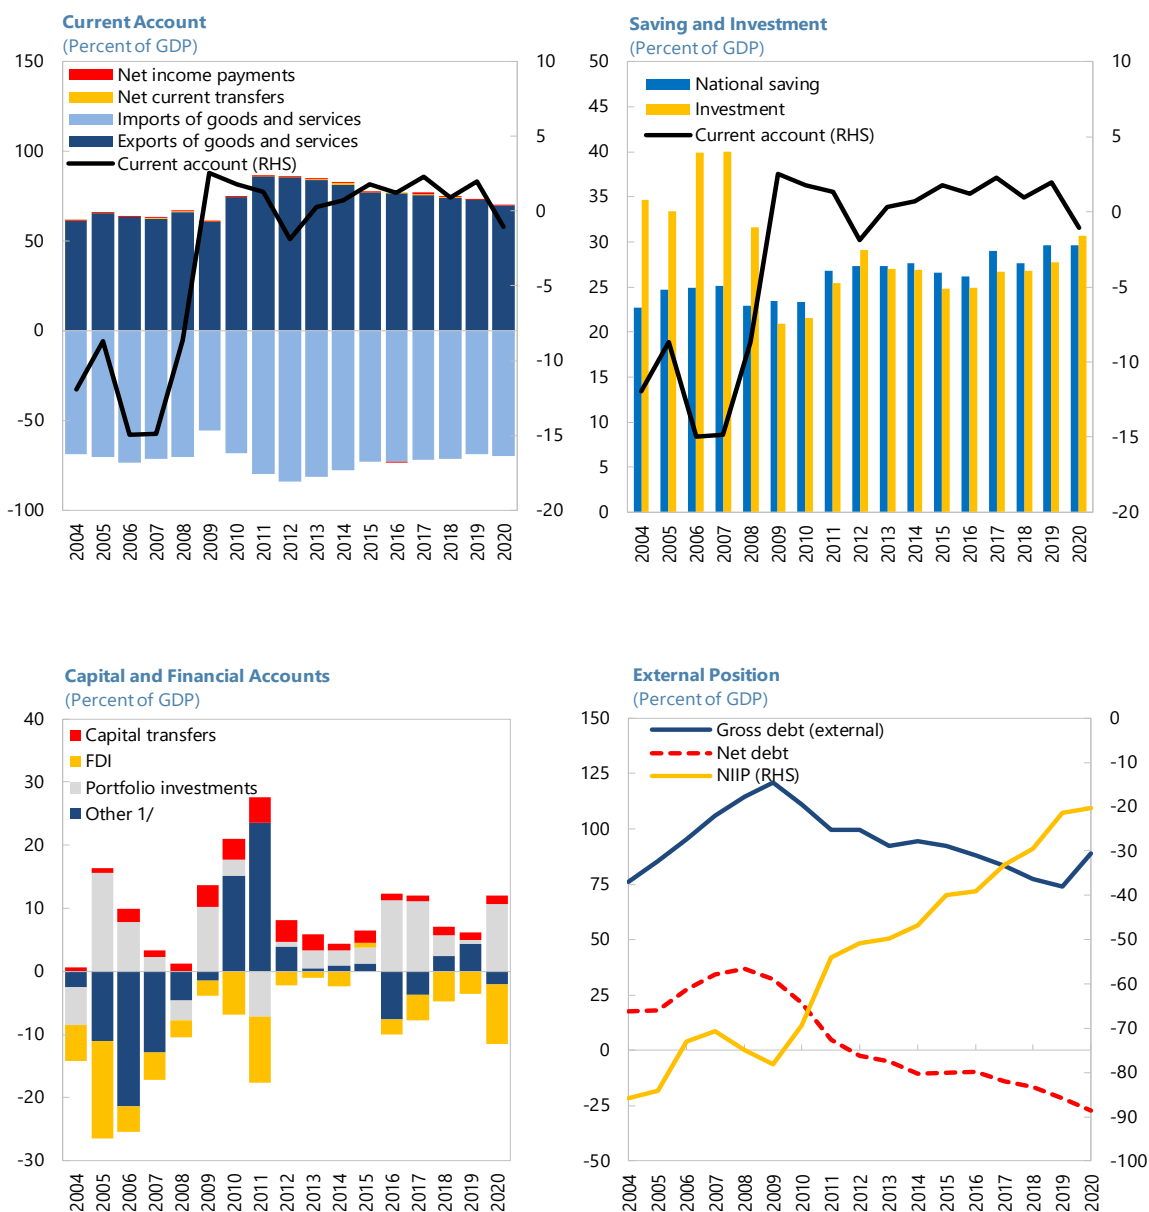 Current Account
(Percent of GDP)
150
100
50
0
-50
-100
10
5
0
-5
-10
-15
-20
Net income payments
Net current transfers
Imports of goods and services
Exports of goods and services
Current account (RHS)
2004 2005 2006 2007 2008 2009 2010 2011 2012 2013 2014 2015 2016 2017 2018 2019 2020
Saving and Investment
(Percent of GDP)
50
45
40
35
30
25
20
15
10
5
0
10
5
0
-5
-10
-15
-20
National saving
Investment
Current account (RHS)
2004 2005 2006 2007 2008 2009 2010 2011 2012 2013 2014 2015 2016 2017 2018 2019 2020
Capital and Financial Accounts
(Percent of GDP)
40
30
20
10
0
-10
-20
-30
Capital transfers
FDI
Portfolio investments
Other 1/
2004 2005 2006 2007 2008 2009 2010 2011 2012 2013 2014 2015 2016 2017 2018 2019 2020
External Position
(Percent of GDP)
150
125
100
75
50
25
0
-25
-50
0
-10
-20
-30
-40
-50
-60
-70
-80
-90
-100
Gross debt (external)
Net debt
NIIP (RHS)
2004 2005 2006 2007 2008 2009 2010 2011 2012 2013 2014 2015 2016 2017 2018 2019 2020